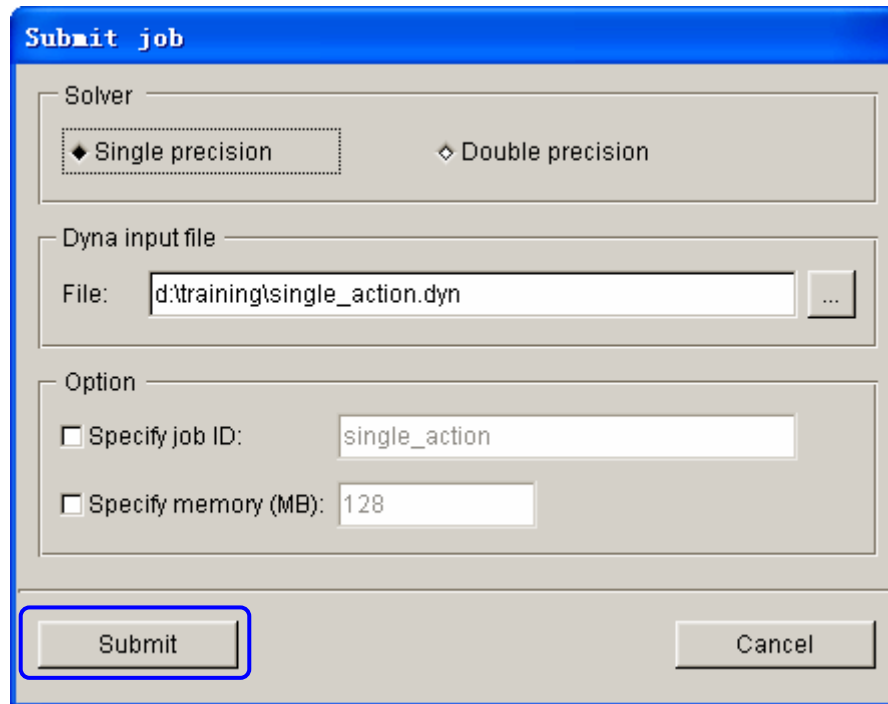 Submit job
Solver
Single precision Double precision
Dyna input file
File: d:\training\single_action.dyn ...
Option
Specify job ID: single_action
Specify memory (MB): 128
Submit Cancel